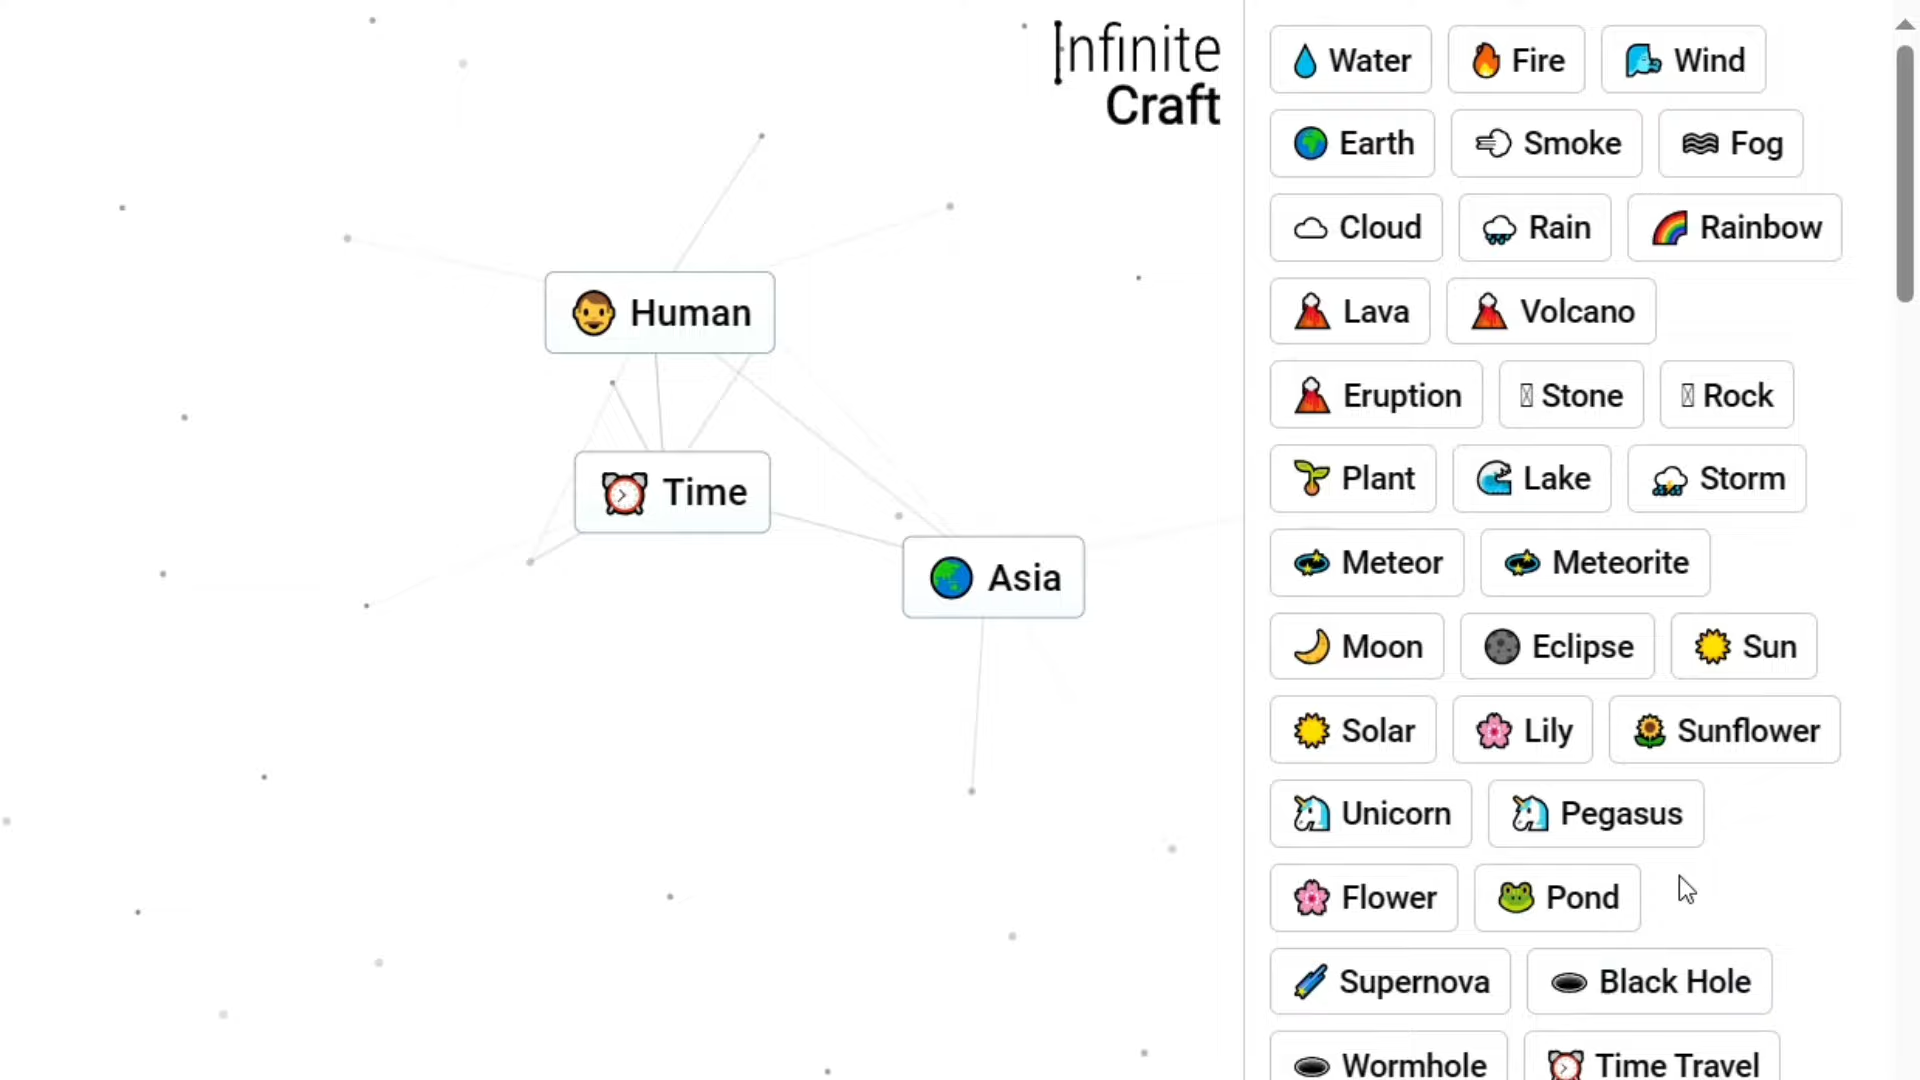 Infinite
Craft
Human
Time
Asia
Water Fire Wind
Earth Smoke Fog
Cloud Rain Rainbow
Lava Volcano
Eruption Stone Rock
Plant Lake Storm
Meteor Meteorite
Moon Eclipse Sun
Solar Lily Sunflower
Unicorn Pegasus
Flower Pond
Supernova Black Hole
Wormhole Time Travel